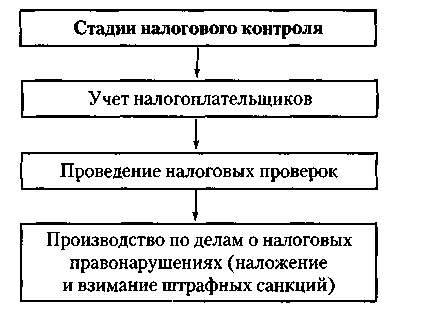 Стадии налогового контроля
Учет налогоплательщиков
Проведение налоговых проверок
Производство по делам о налоговых
правонарушениях (наложение
и взимание штрафных санкций)